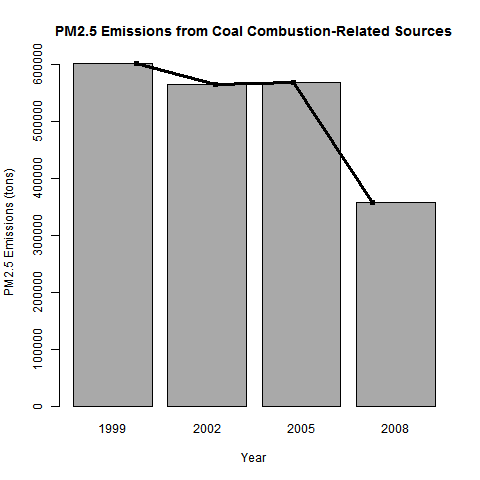 PM2.5 Emissions from Coal Combustion-Related Sources
PM2.5 Emissions (tons)
600000
500000
400000
300000
200000
100000
0
1999 2002 2005 2008
Year